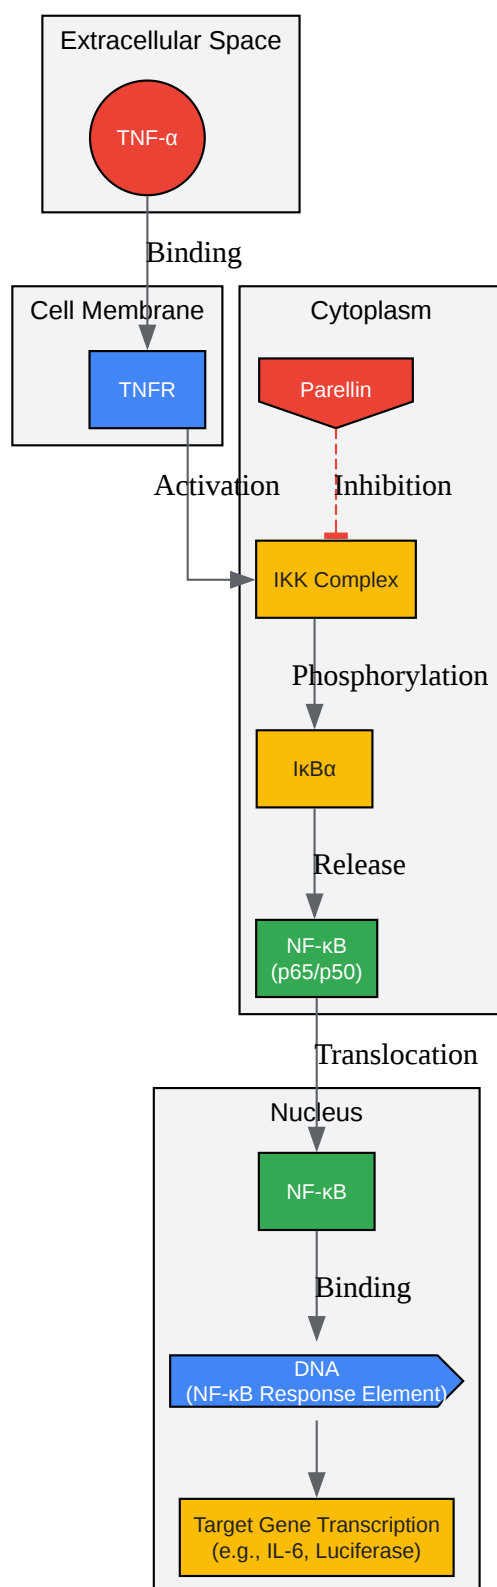 Extracellular Space
TNF-α
Binding
Cell Membrane
Cytoplasm
TNFR
Parellin
Activation
Inhibition
IKK Complex
Phosphorylation
IκBα
Release
NF-κB
(p65/p50)
Translocation
Nucleus
NF-κB
Binding
DNA
(NF-κB Response Element)
Target Gene Transcription
(e.g., IL-6, Luciferase)